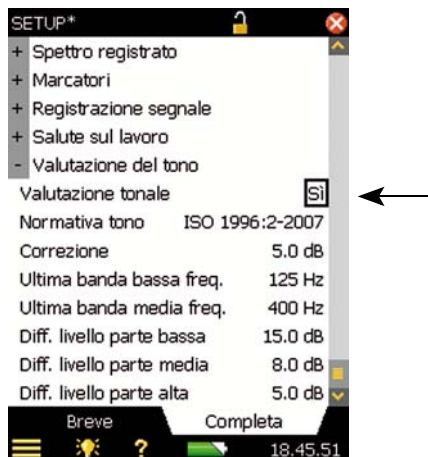 SETUP*
+ Spettro registrato
+ Marcatori
+ Registrazione segnale
+ Salute sul lavoro
- Valutazione del tono
Valutazione tonale Sì
Normativa tono ISO 1996:2-2007
Correzione 5.0 dB
Ultima banda bassa freq. 125 Hz
Ultima banda media freq. 400 Hz
Diff. livello parte bassa 15.0 dB
Diff. livello parte media 8.0 dB
Diff. livello parte alta 5.0 dB
Breve Completa
? 18.45.51